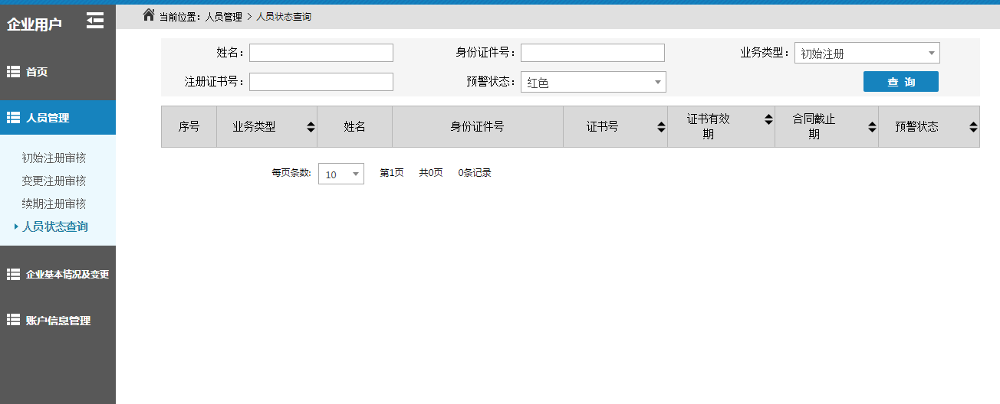 企业用户
首页
人员管理
初始注册审核
变更注册审核
续期注册审核
人员状态查询
企业基本情况及变更
账户信息管理
当前位置：人员管理 > 人员状态查询
姓名： 身份证件号： 业务类型： 初始注册
注册证书号： 预警状态： 红色 查 询
序号 业务类型 姓名 身份证件号 证书号 证书有效期 合同截止期 预警状态
每页条数: 10 第1页 共0页 0条记录